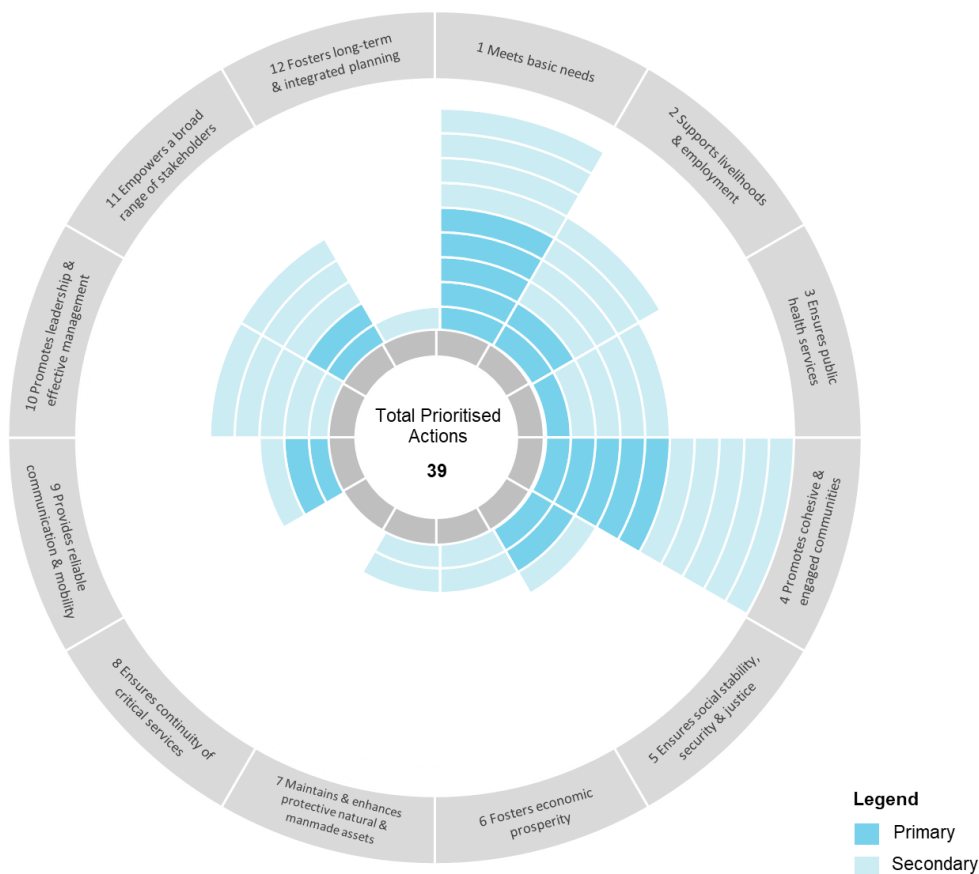 1 Meets basic needs
2 Supports livelihoods
& employment
3 Ensures public
health services
4 Promotes cohesive &
engaged communities
5 Ensures social stability,
security & justice
6 Fosters economic
prosperity
7 Maintains & enhances
protective natural &
manmade assets
8 Ensures continuity of
critical services
9 Provides reliable
communication & mobility
10 Promotes leadership &
effective management
11 Empowers a broad
range of stakeholders
12 Fosters long-term
& integrated planning
Total Prioritised
Actions
39
Legend
Primary
Secondary